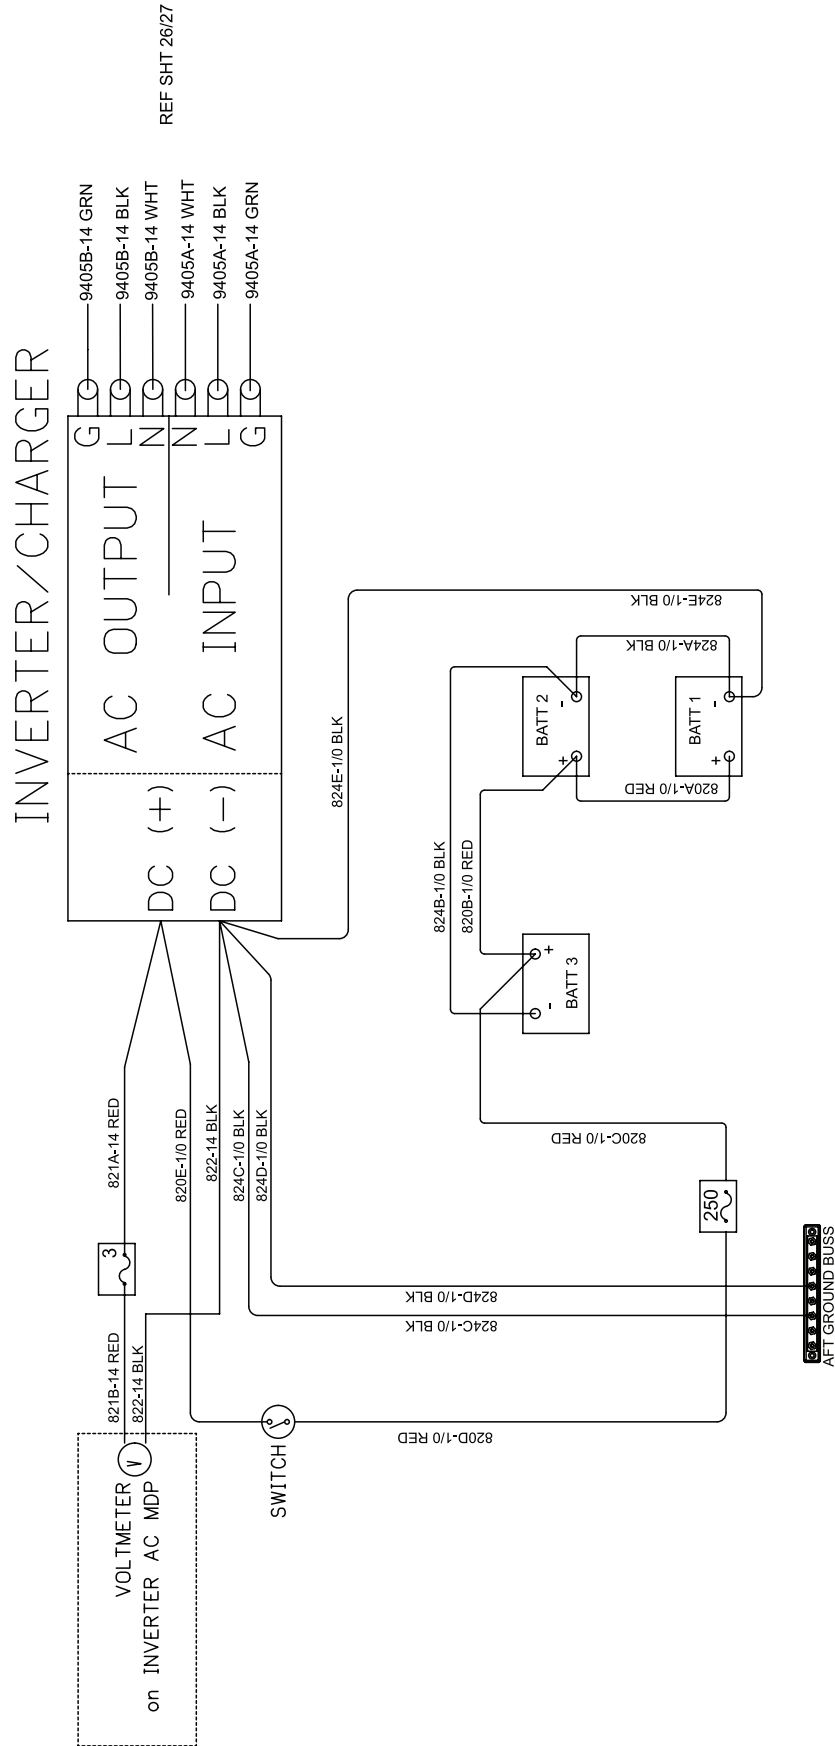 REF SHT 26/27
INVERTER/CHARGER
9405B-14 GRN
9405B-14 BLK
9405B-14 WHT
9405A-14 WHT
9405A-14 BLK
9405A-14 GRN
G
L
N
N
L
G
AC OUTPUT
AC INPUT
DC (+)
DC (-)
824E-1/0 BLK
824E-1/0 BLK
824A-1/0 BLK
BATT 2
-
+
BATT 1
-
+
820A-1/0 RED
824B-1/0 BLK
820B-1/0 RED
BATT 3
+
-
820C-1/0 RED
250
821A-14 RED
820E-1/0 RED
822-14 BLK
824C-1/0 BLK
824D-1/0 BLK
3
821B-14 RED
822-14 BLK
824D-1/0 BLK
824C-1/0 BLK
AFT GROUND BUSS
820D-1/0 RED
SWITCH
V
VOLTMETER
on INVERTER AC MDP